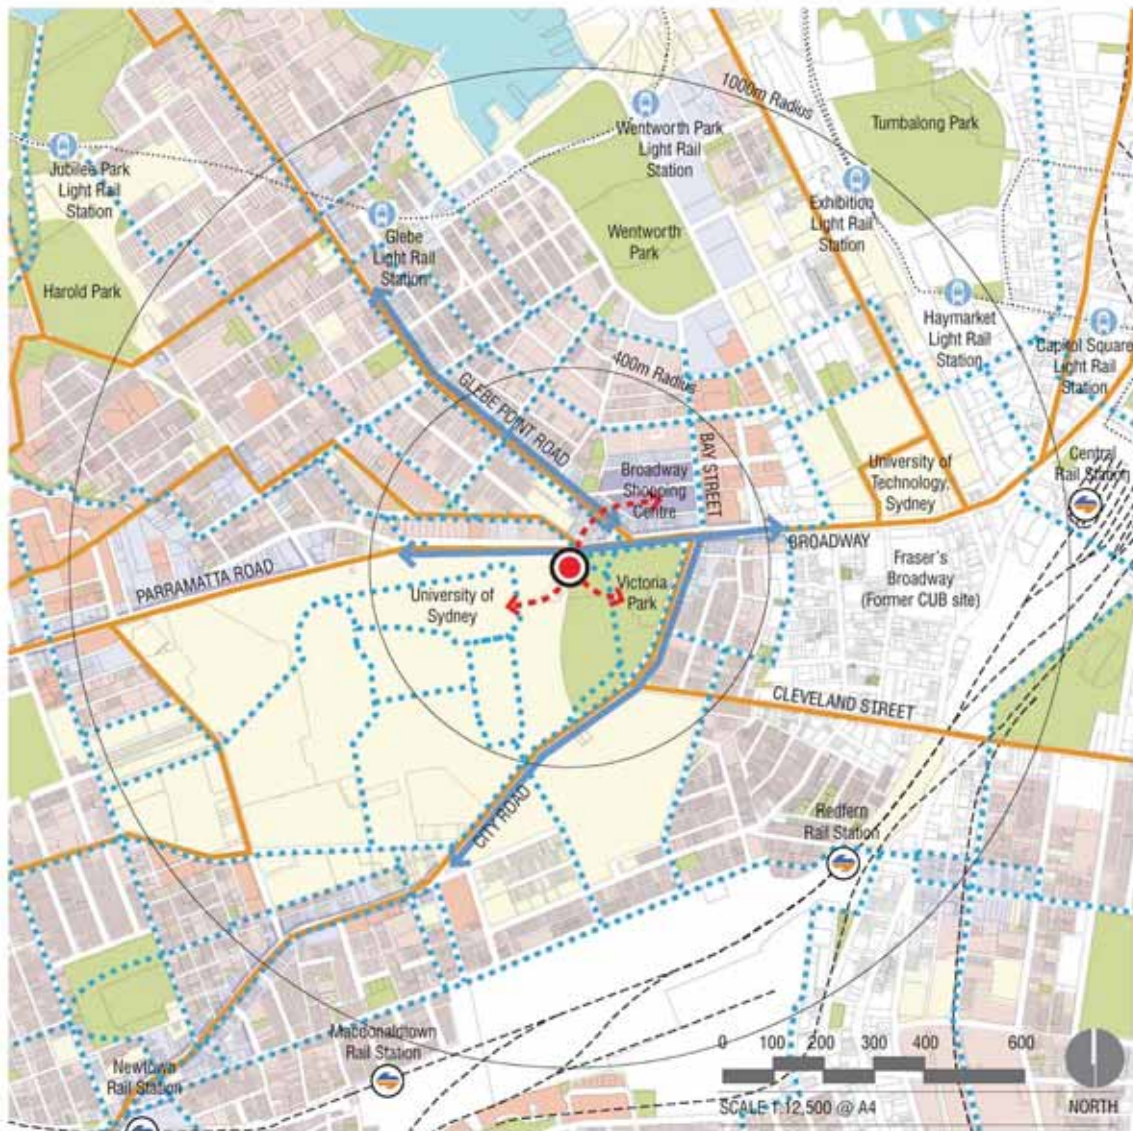 1000m Radius
Wentworth Park
Light Rail
Station
Tumbalong Park
Jubilee Park
Light Rail
Station
Exhibition
Light Rail
Station
Glebe
Light Rail
Station
Wentworth
Park
Harold Park
Haymarket
Light Rail
Station
Capitol Square
Light Rail
Station
400m Radius
GLEBE POINT ROAD
BAY STREET
Broadway
Shopping
Centre
University of
Technology,
Sydney
Central
Rail Station
BROADWAY
PARRAMATTA ROAD
University of
Sydney
Victoria
Park
Fraser's
Broadway
(Former CUB site)
CLEVELAND STREET
CITY ROAD
Redfern
Rail Station
Macdonaldtown
Rail Station
Newtown
Rail Station
0 100 200 300 400 600
SCALE 1:12,500 @ A4
NORTH